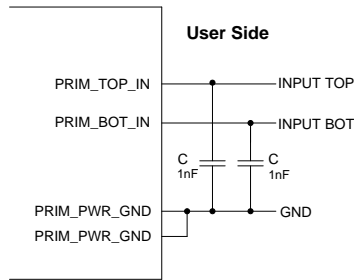 User Side
PRIM_TOP_IN
INPUT TOP
PRIM_BOT_IN
INPUT BOT
C
1nF
C
1nF
PRIM_PWR_GND
GND
PRIM_PWR_GND